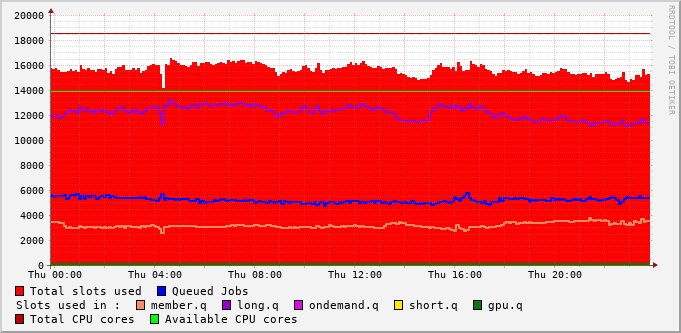 20000
18000
16000
14000
12000
10000
8000
6000
4000
2000
0
Thu 00:00 Thu 04:00 Thu 08:00 Thu 12:00 Thu 16:00 Thu 20:00
RRDTOOL / TOBI OETIKER
Total slots used Queued Jobs
Slots used in : member.q long.q ondemand.q short.q gpu.q
Total CPU cores Available CPU cores